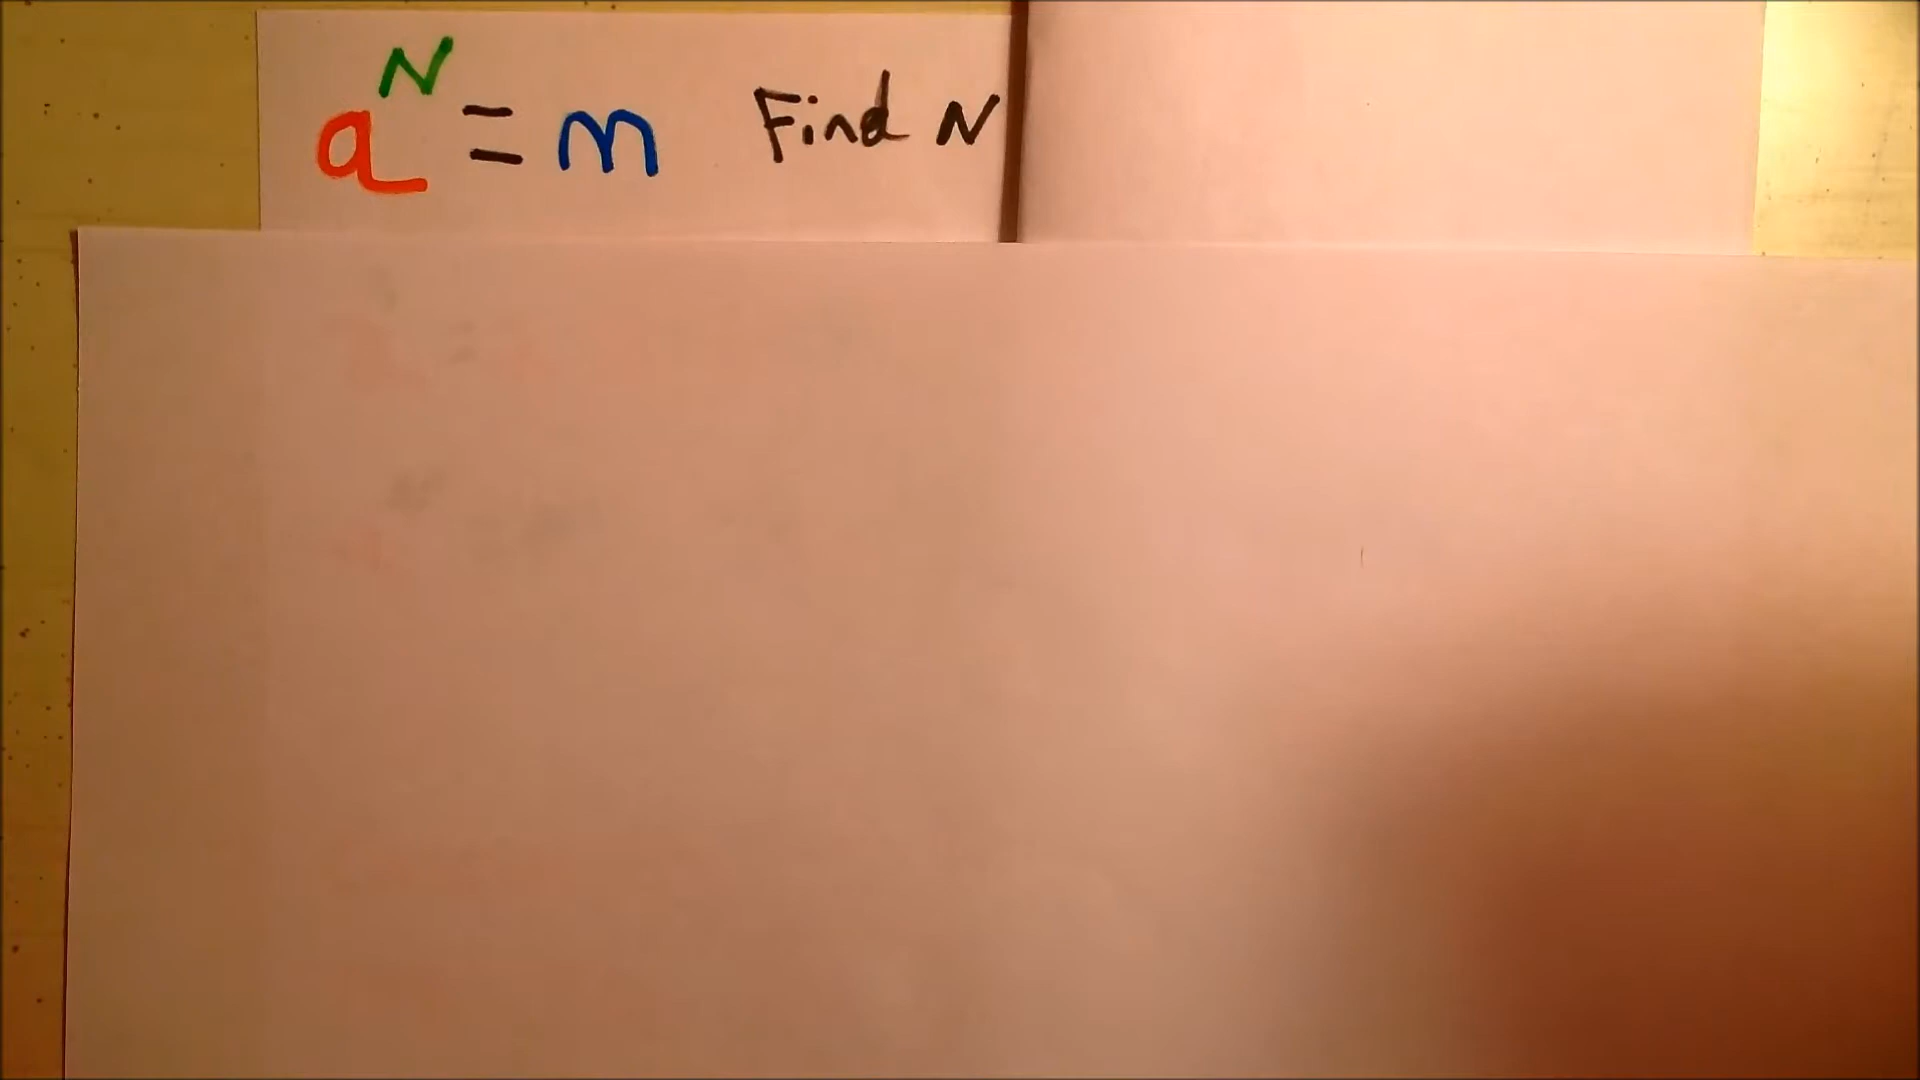 a^N = m Find N